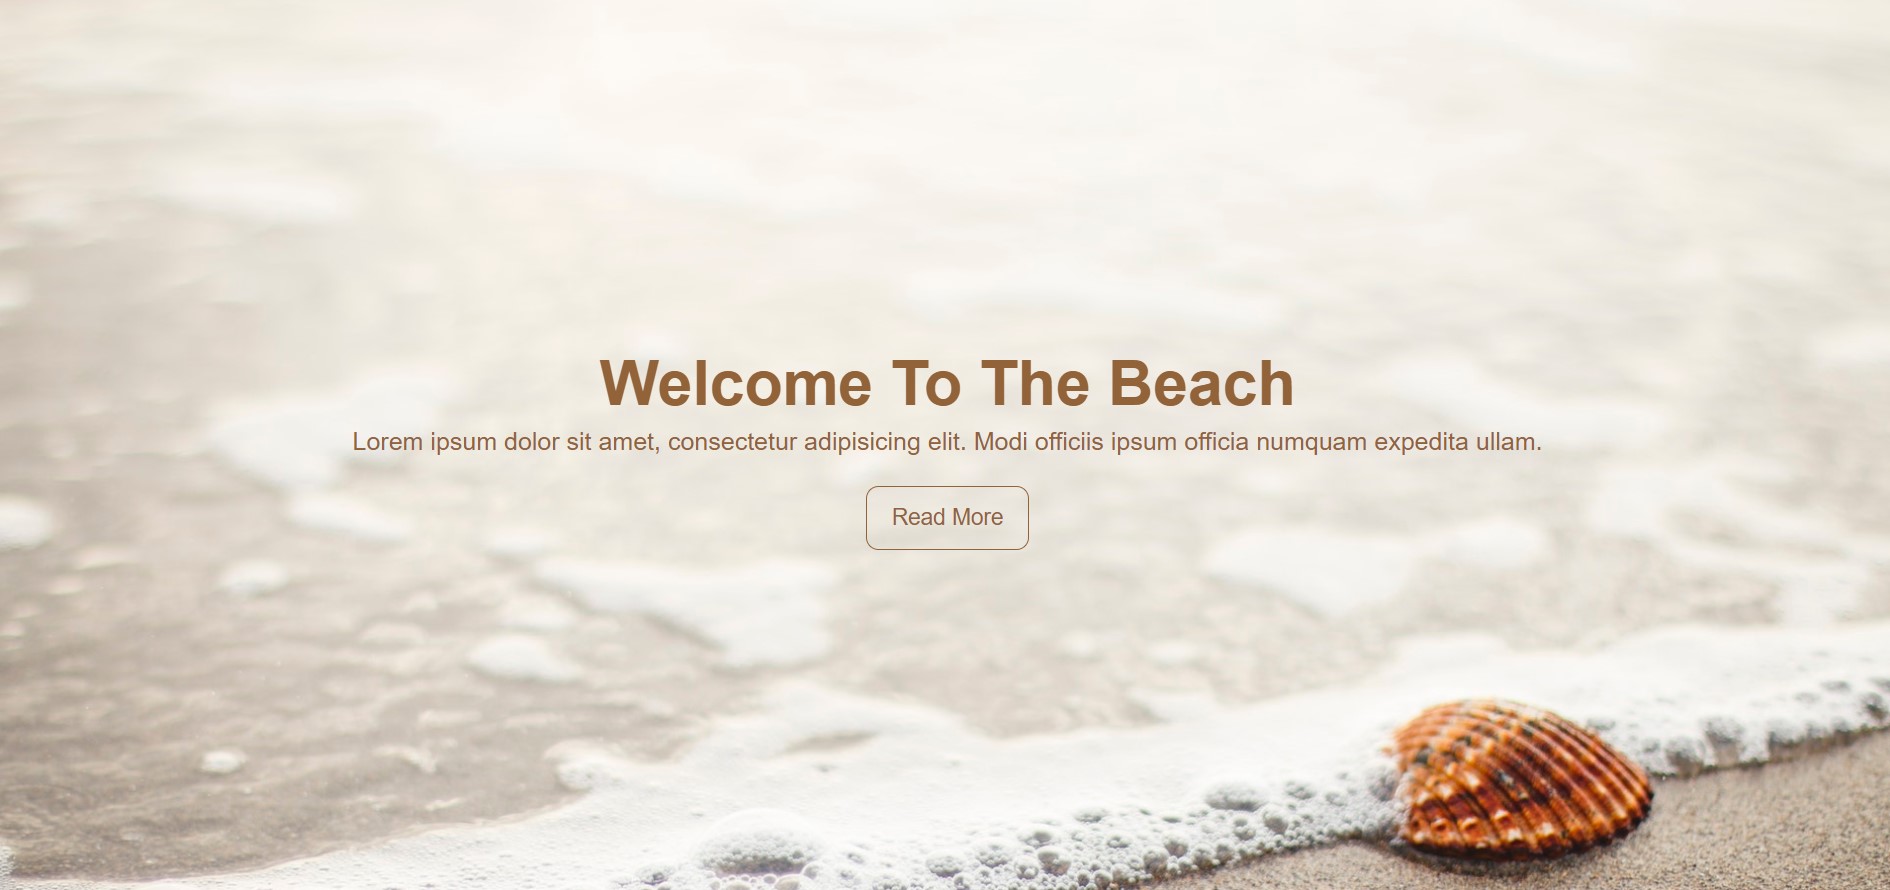 Welcome To The Beach
Lorem ipsum dolor sit amet, consectetur adipisicing elit. Modi officiis ipsum officia numquam expedita ullam.
Read More